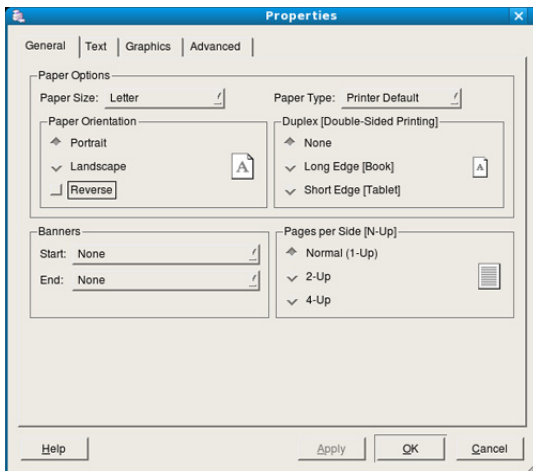 Properties
General Text Graphics Advanced
Paper Options
Paper Size: Letter
Paper Type: Printer Default
Paper Orientation
Portrait
Landscape
Reverse
A
Duplex [Double-Sided Printing]
None
Long Edge [Book]
Short Edge [Tablet]
A
Banners
Start: None
End: None
Pages per Side [N-Up]
Normal (1-Up)
2-Up
4-Up
Help Apply OK Cancel